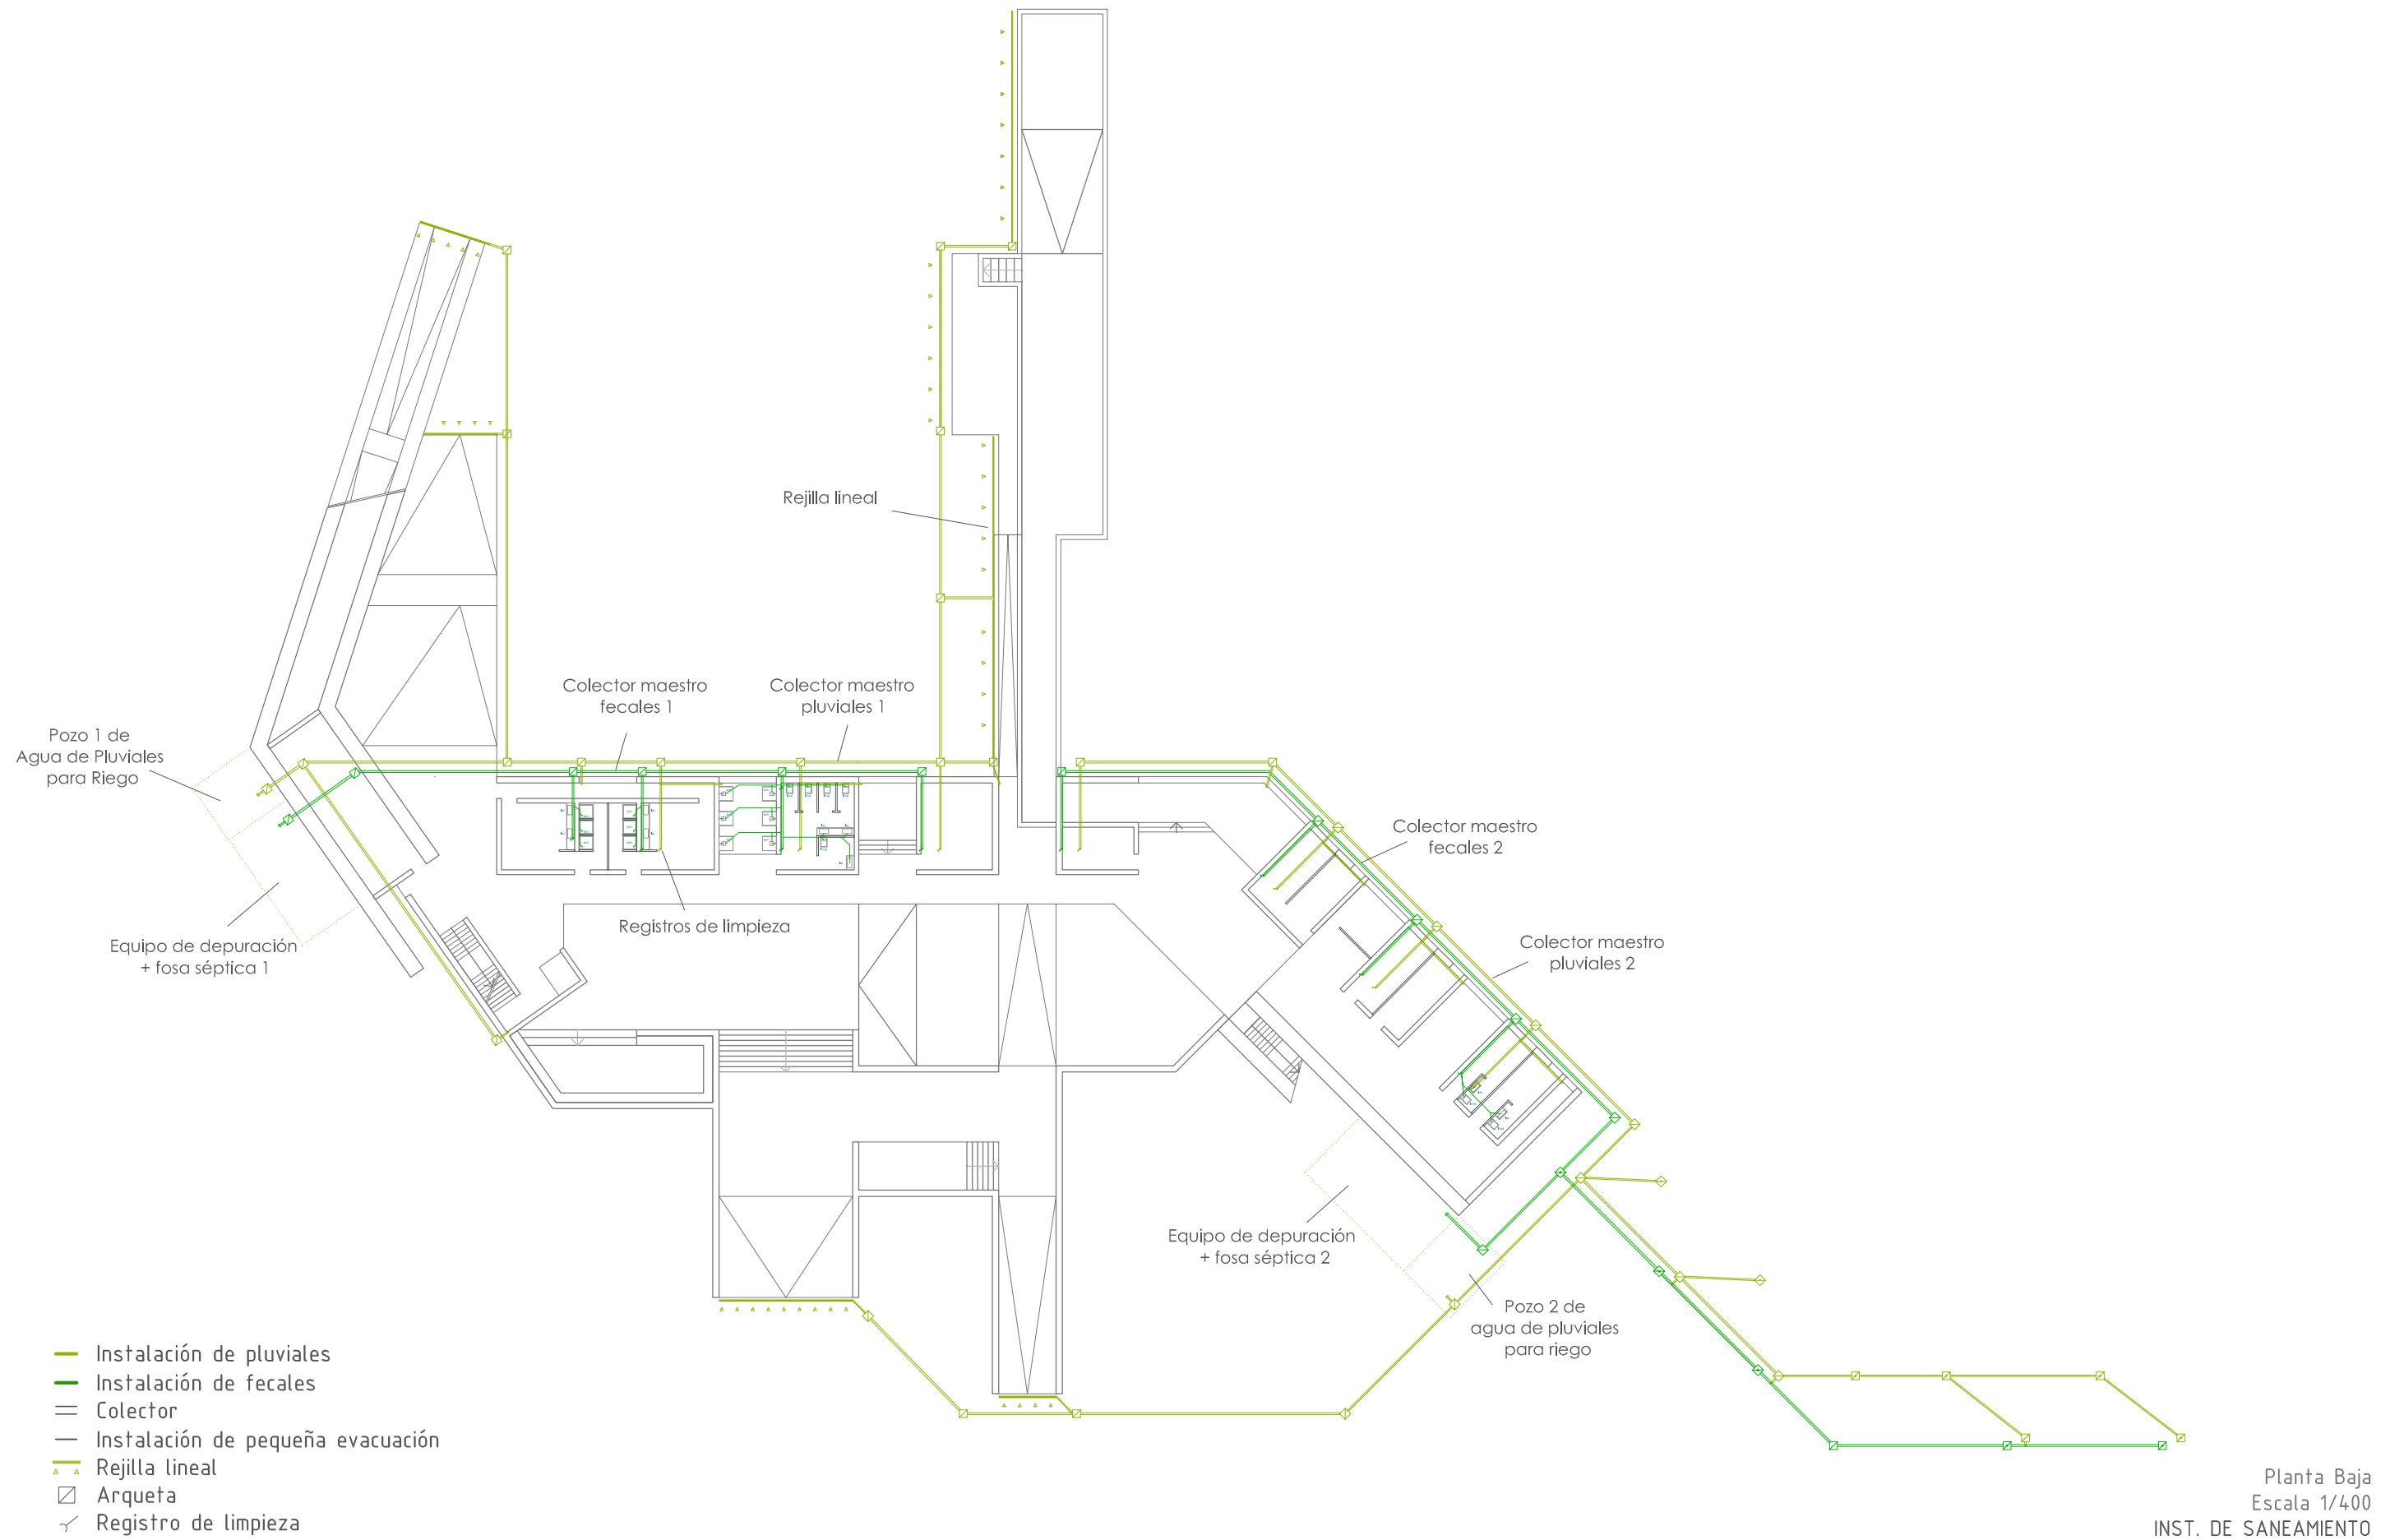 Rejilla lineal
Colector maestro
fecales 1
Colector maestro
pluviales 1
Pozo 1 de
Agua de Pluviales
para Riego
Equipo de depuración
+ fosa séptica 1
Registros de limpieza
Colector maestro
fecales 2
Colector maestro
pluviales 2
Equipo de depuración
+ fosa séptica 2
Pozo 2 de
agua de pluviales
para riego
Instalación de pluviales
Instalación de fecales
Colector
Instalación de pequeña evacuación
Rejilla lineal
Arqueta
Registro de limpieza
Planta Baja
Escala 1/400
INST. DE SANEAMIENTO